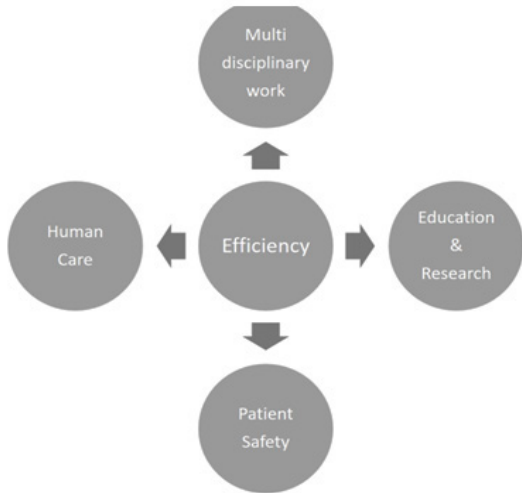 Multi
disciplinary
work
Human
Care
Efficiency
Education
&
Research
Patient
Safety